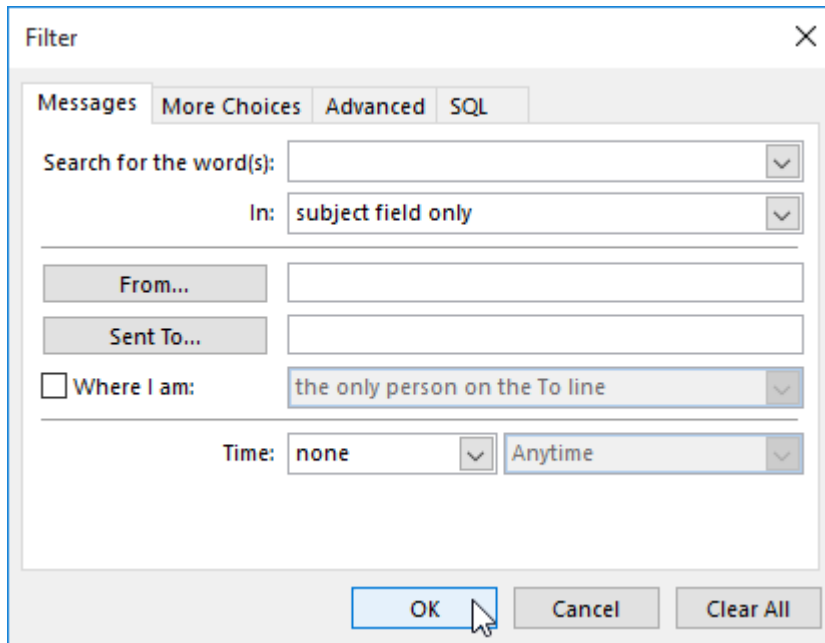 Filter
Messages More Choices Advanced SQL
Search for the word(s):
In: subject field only
From...
Sent To...
Where I am: the only person on the To line
Time: none Anytime
OK Cancel Clear All